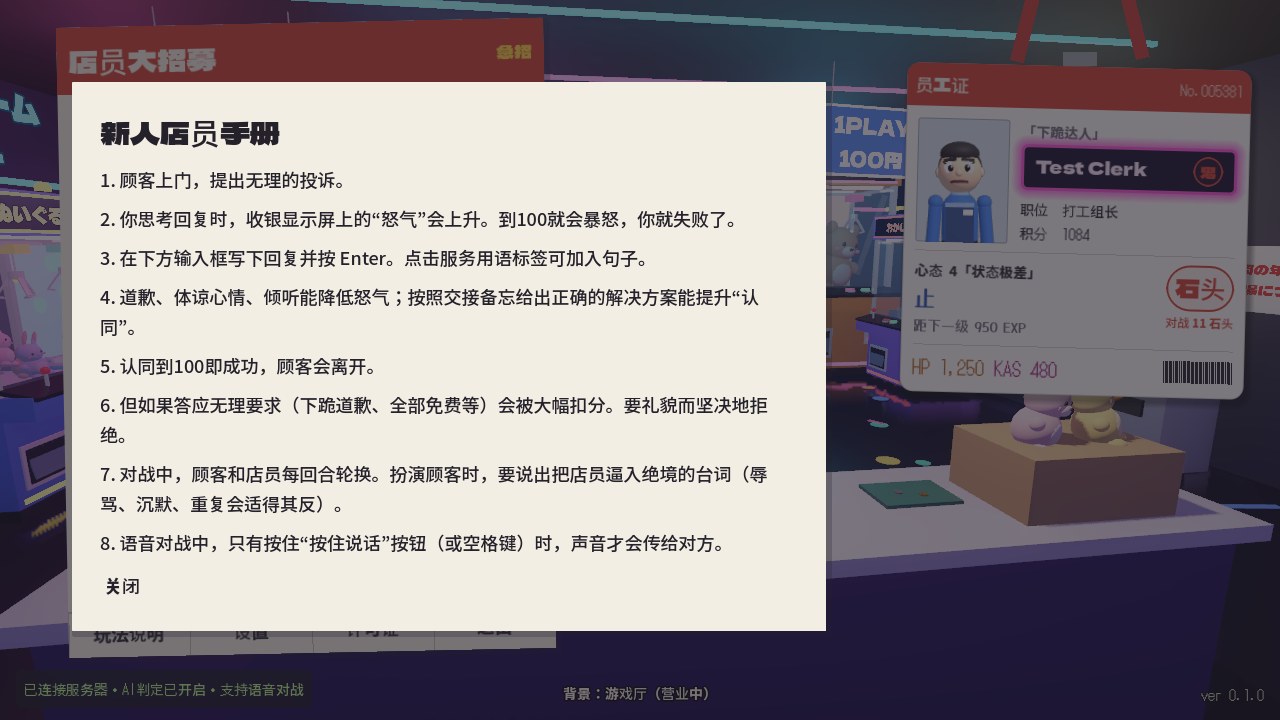 店员大招募
急招
新人店员手册
1. 顾客上门，提出无理的投诉。
2. 你思考回复时，收银显示屏上的“怒气”会上升。到100就会暴怒，你就失败了。
3. 在下方输入框写下回复并按 Enter。点击服务用语标签可加入句子。
4. 道歉、体谅心情、倾听能降低怒气；按照交接备忘给出正确的解决方案能提升“认
同”。
5. 认同到100即成功，顾客会离开。
6. 但如果答应无理要求（下跪道歉、全部免费等）会被大幅扣分。要礼貌而坚决地拒
绝。
7. 对战中，顾客和店员每回合轮换。扮演顾客时，要说出把店员逼入绝境的台词（辱
骂、沉默、重复会适得其反）。
8. 语音对战中，只有按住“按住说话”按钮（或空格键）时，声音才会传给对方。
关闭
玩法说明
设置
许可证
退出
员工证
No. 005381
「下跪达人」
Test Clerk
职位 打工组长
积分 1084
心态 4「状态极差」
止
距下一级 950 EXP
石头
对战 11 石头
HP 1,250 KAS 480
1PLAY
100円
ーム
ぬいぐる
已连接服务器・AI判定已开启・支持语音对战
背景：游戏厅（营业中）
ver 0.1.0